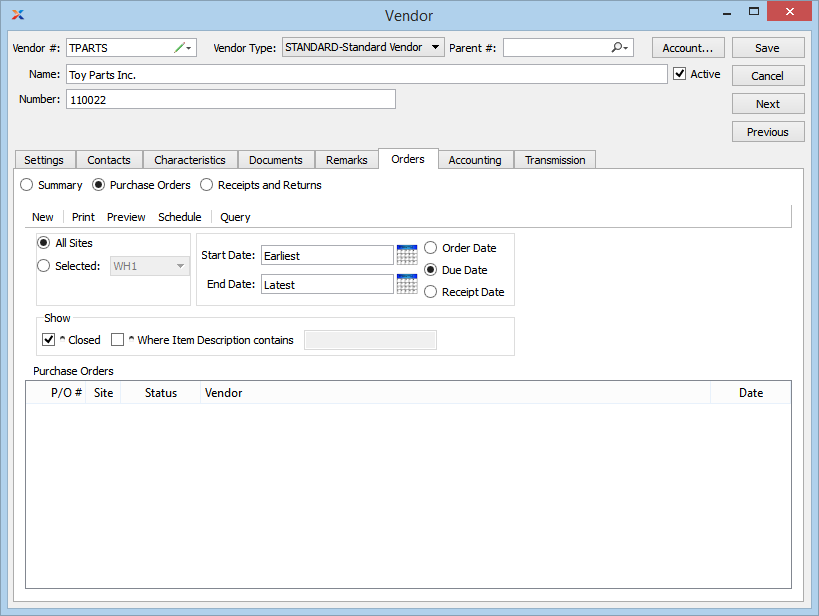 Vendor
Vendor #: TPARTS Vendor Type: STANDARD-Standard Vendor Parent #: Account... Save
Name: Toy Parts Inc. Active Cancel
Number: 110022 Next
Previous
Settings Contacts Characteristics Documents Remarks Orders Accounting Transmission
Summary Purchase Orders Receipts and Returns
New Print Preview Schedule Query
All Sites
Selected: WH1
Start Date: Earliest
End Date: Latest
Order Date
Due Date
Receipt Date
Show
^ Closed ^ Where Item Description contains
Purchase Orders
P/O # Site Status Vendor Date